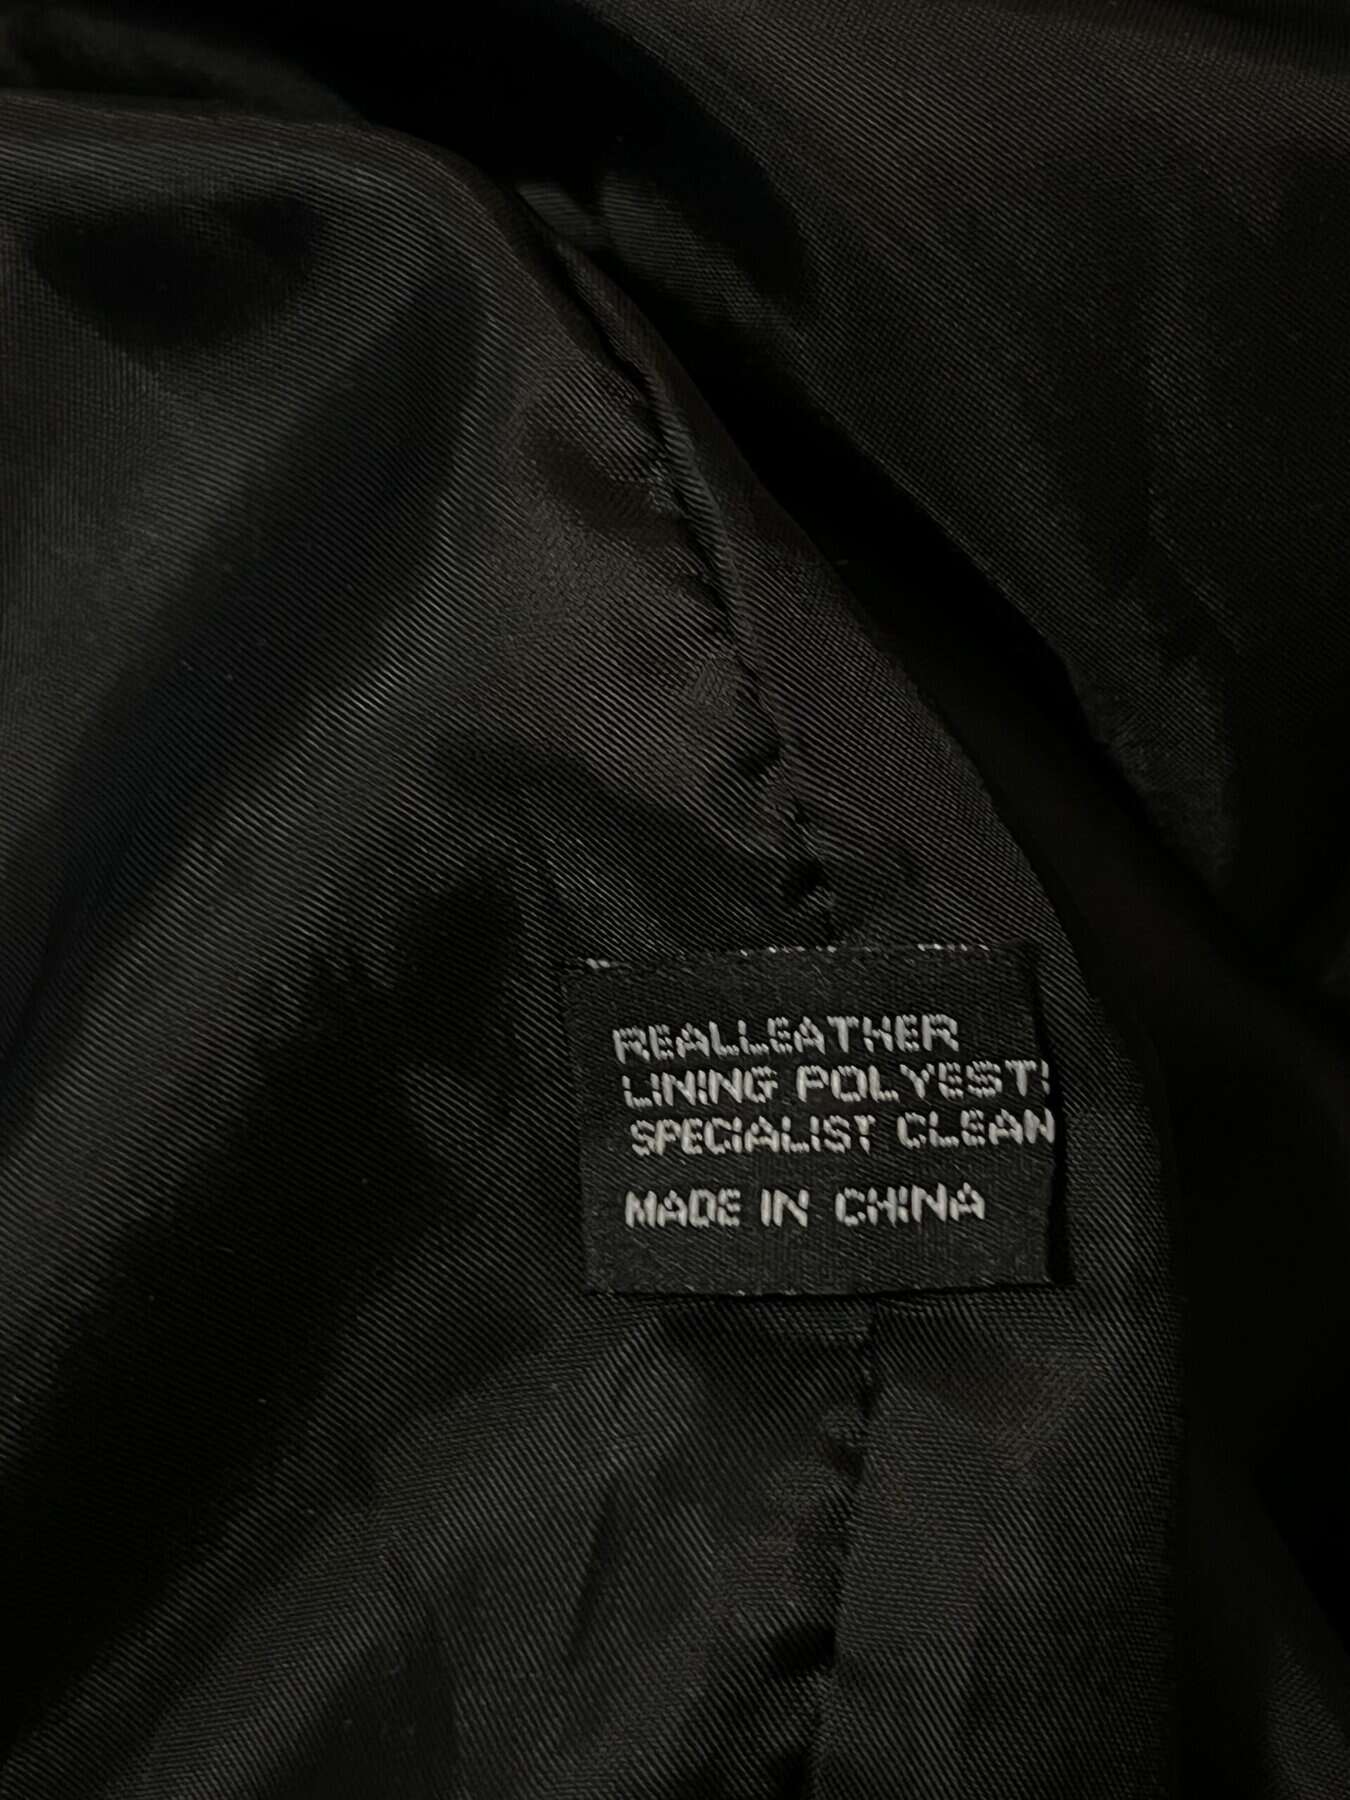 REALLEATHER
LINING POLYEST
SPECIALIST CLEAN
MADE IN CHINA